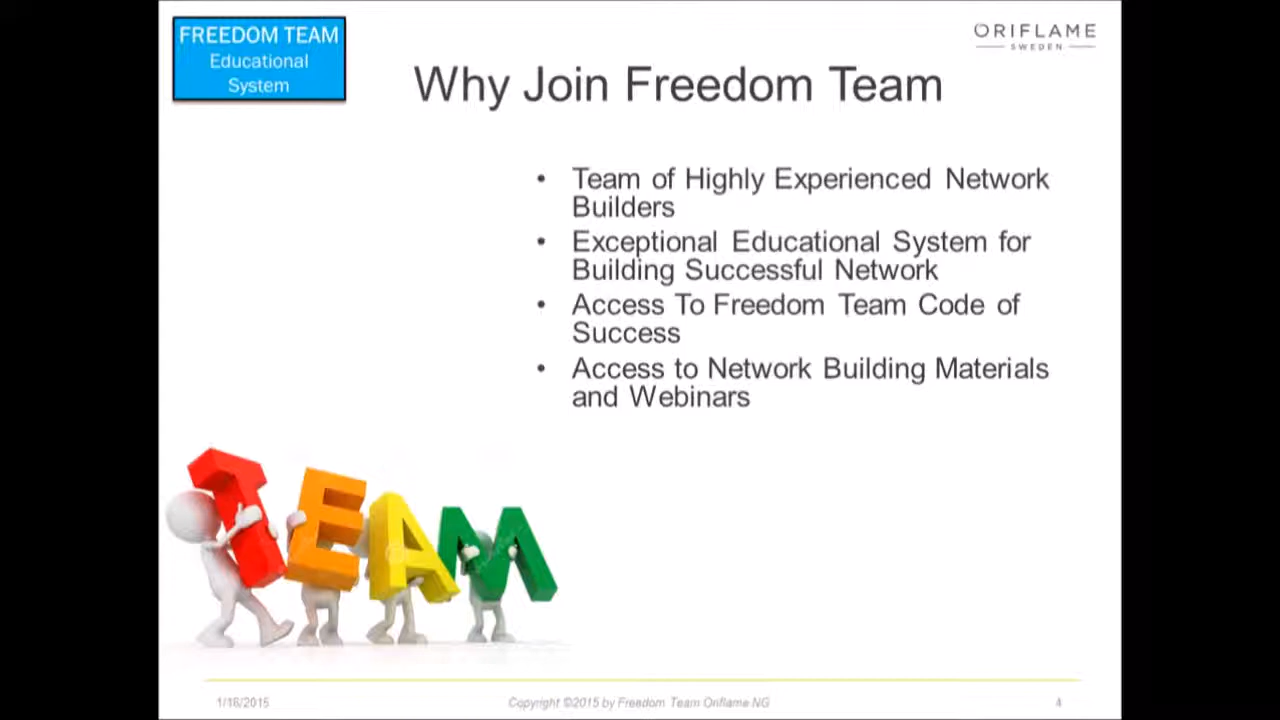 FREEDOM TEAM
Educational
System
ORIFLAME
SWEDEN
Why Join Freedom Team
• Team of Highly Experienced Network
Builders
• Exceptional Educational System for
Building Successful Network
• Access To Freedom Team Code of
Success
• Access to Network Building Materials
and Webinars
TEAM
1/16/2015
Copyright ©2015 by Freedom Team Oriflame NG
4